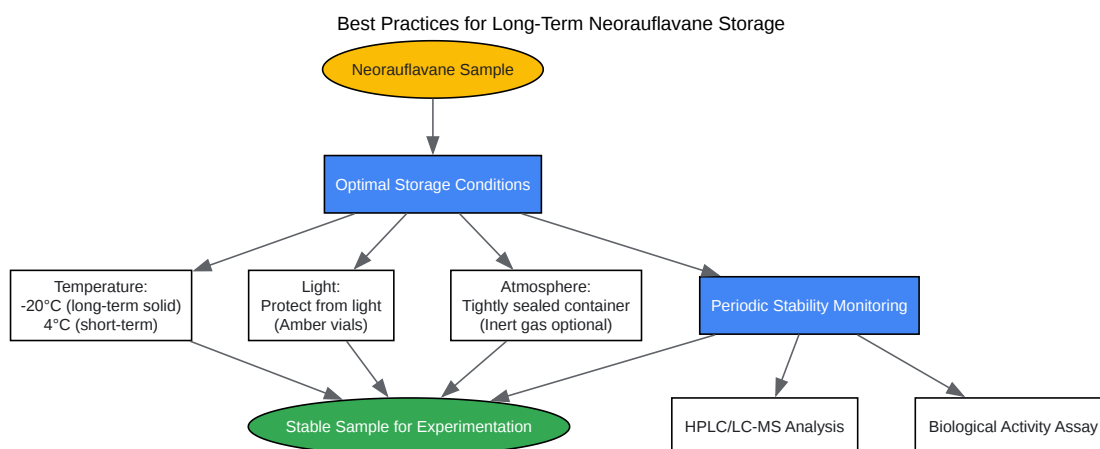 Best Practices for Long-Term Neorauflavane Storage
Neorauflavane Sample
Optimal Storage Conditions
Temperature:
-20°C (long-term solid)
4°C (short-term)
Light:
Protect from light
(Amber vials)
Atmosphere:
Tightly sealed container
(Inert gas optional)
Periodic Stability Monitoring
Stable Sample for Experimentation
HPLC/LC-MS Analysis
Biological Activity Assay